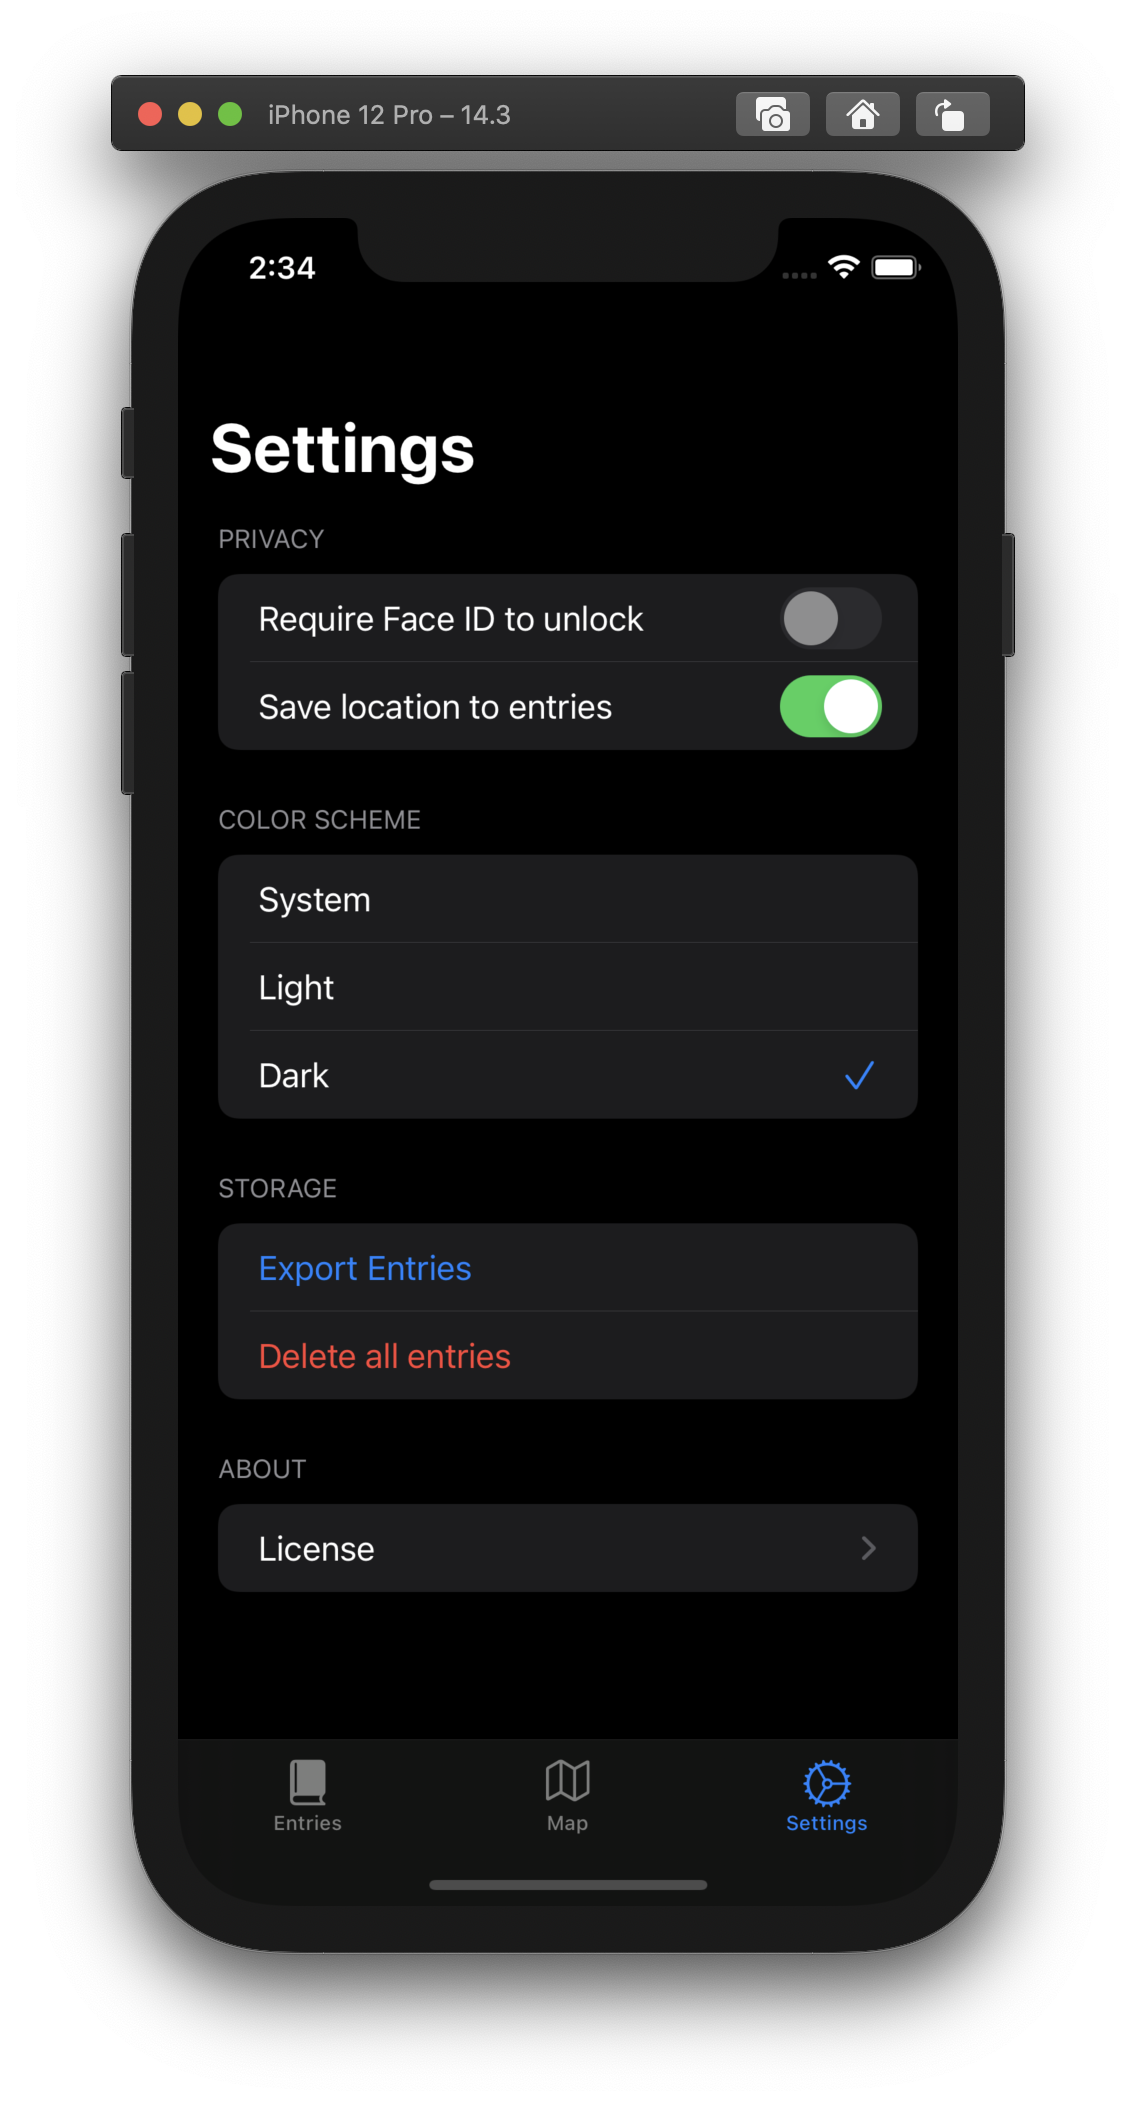 iPhone 12 Pro – 14.3
2:34
Settings
PRIVACY
Require Face ID to unlock
Save location to entries
COLOR SCHEME
System
Light
Dark
STORAGE
Export Entries
Delete all entries
ABOUT
License
Entries
Map
Settings